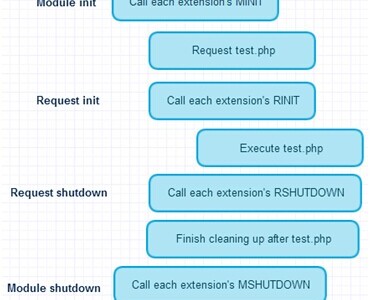 Module init
Call each extension's MINIT
Request test.php
Request init
Call each extension's RINIT
Execute test.php
Request shutdown
Call each extension's RSHUTDOWN
Finish cleaning up after test.php
Module shutdown
Call each extension's MSHUTDOWN